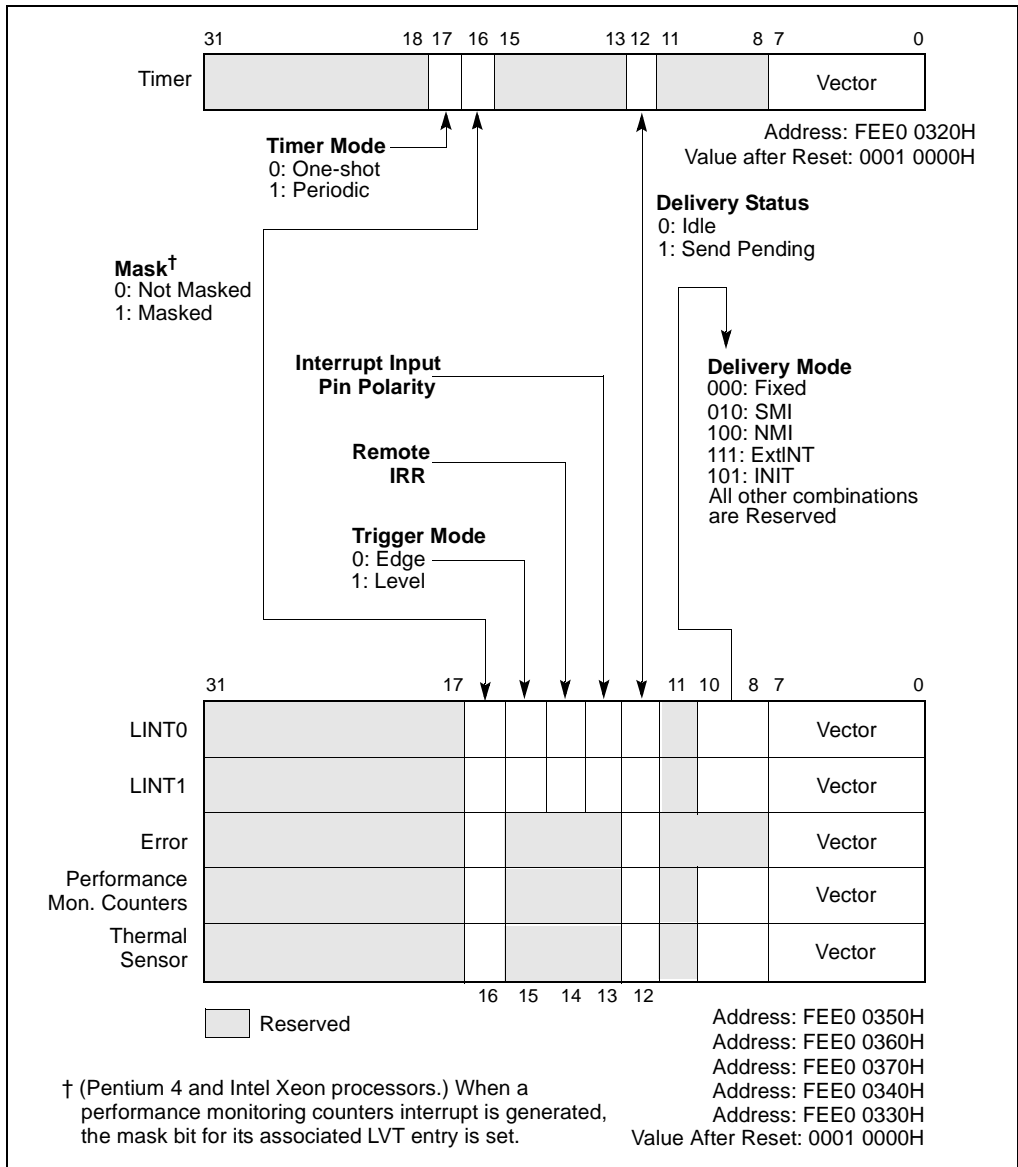 31 18 17 16 15 13 12 11 8 7 0
Timer Vector
Address: FEE0 0320H
Value after Reset: 0001 0000H
Timer Mode
0: One-shot
1: Periodic
Delivery Status
0: Idle
1: Send Pending
Mask†
0: Not Masked
1: Masked
Interrupt Input
Pin Polarity
Delivery Mode
000: Fixed
010: SMI
100: NMI
111: ExtINT
101: INIT
All other combinations
are Reserved
Remote
IRR
Trigger Mode
0: Edge
1: Level
31 17 11 10 8 7 0
LINT0 Vector
LINT1 Vector
Error Vector
Performance
Mon. Counters Vector
Thermal
Sensor Vector
16 15 14 13 12
Reserved
Address: FEE0 0350H
Address: FEE0 0360H
Address: FEE0 0370H
Address: FEE0 0340H
Address: FEE0 0330H
Value After Reset: 0001 0000H
† (Pentium 4 and Intel Xeon processors.) When a
performance monitoring counters interrupt is generated,
the mask bit for its associated LVT entry is set.